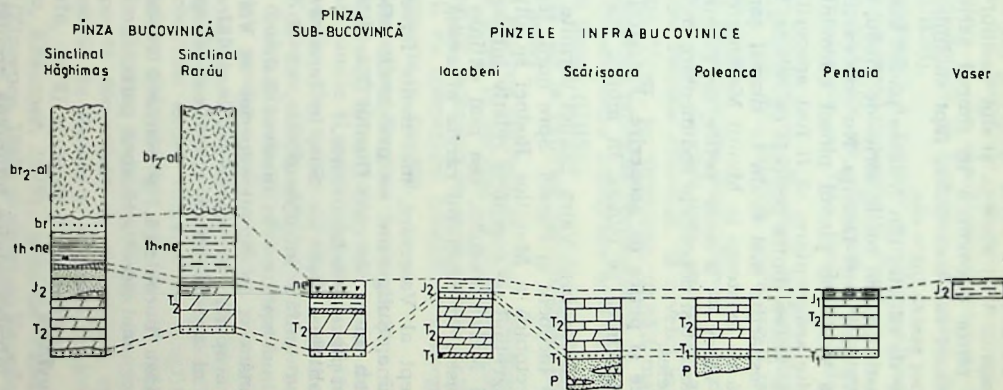 PÎNZA BUCOVINICĂ
PÎNZA
SUB-BUCOVINICĂ
PÎNZELE INFRABUCOVINICE
Sinclinal
Hăghimaș
Sinclinal
Rarău
Iacobeni
Scărișoara
Poleanca
Pentaia
Vaser
br₂-al
br
th+ne
J₂
T₂
br₂-al
th+ne
T₂
ne
T₂
J₂
T₂
T₁
T₂
T₁
P
T₂
T₁
P
J₁
T₂
T₁
J₂